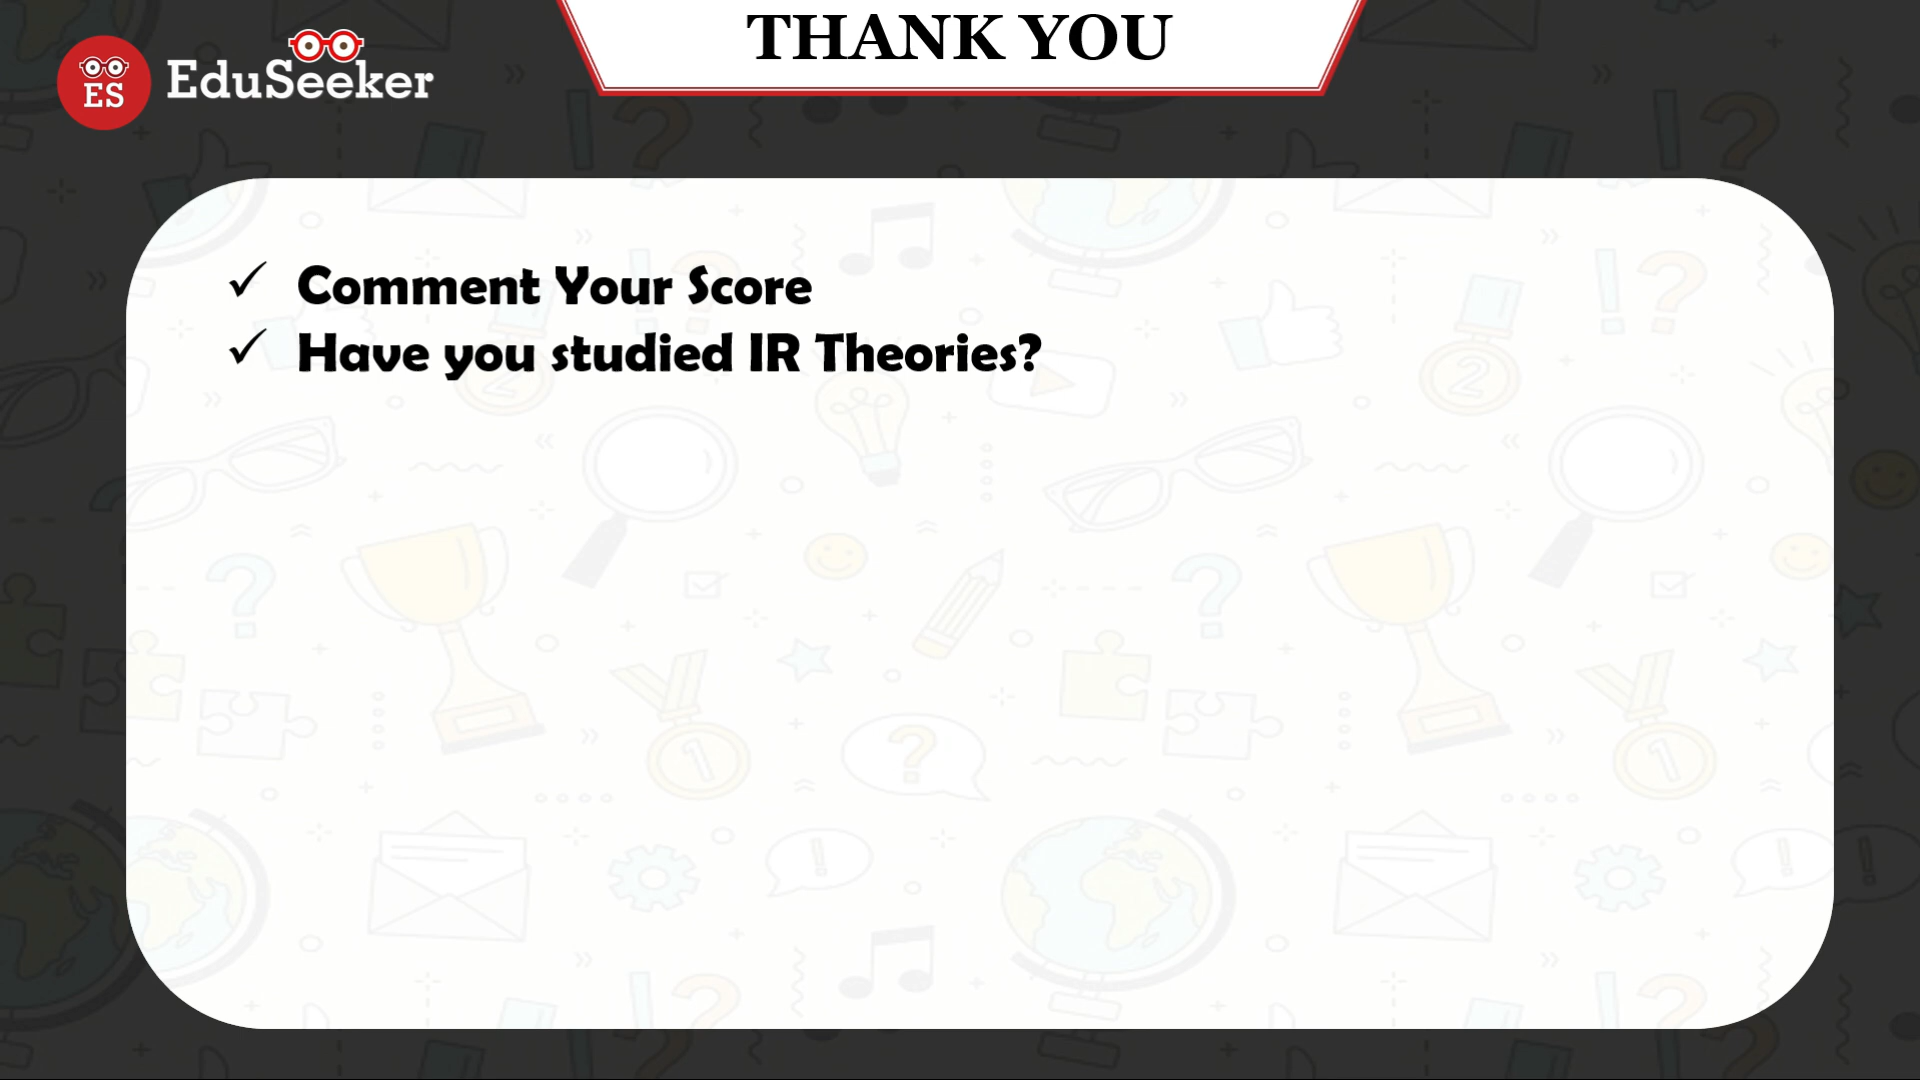 THANK YOU
ES
EduSeeker
Comment Your Score
Have you studied IR Theories?